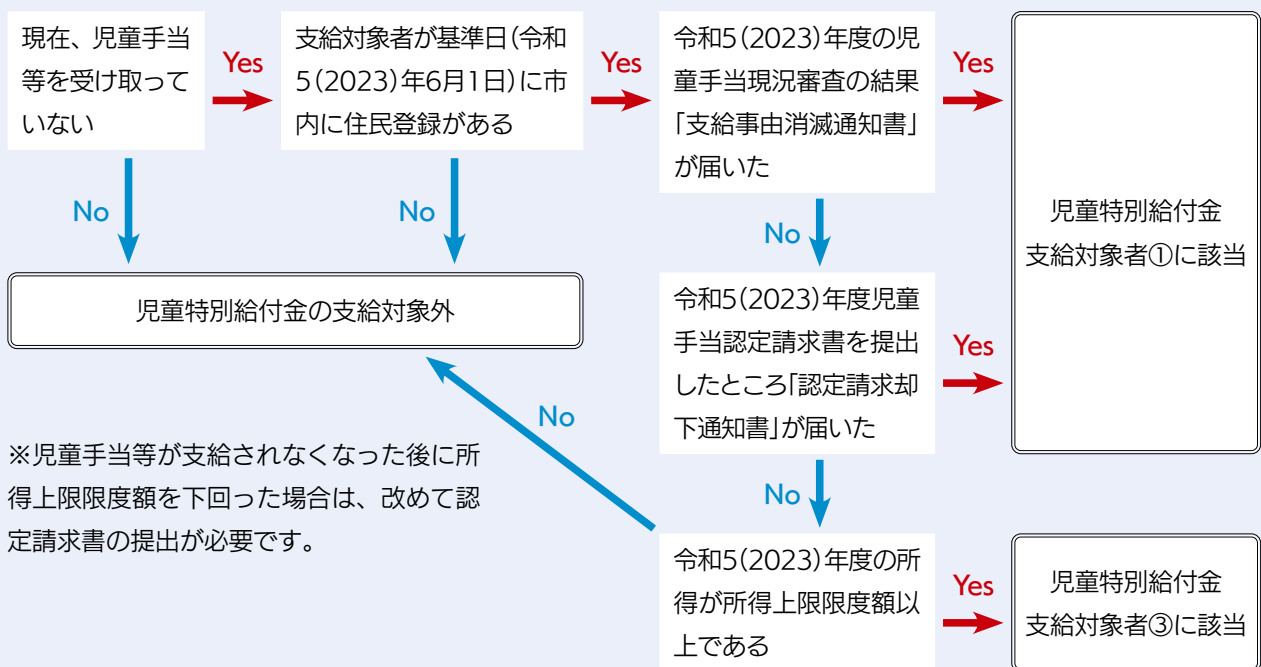 現在、児童手当
等を受け取って
いない
Yes
支給対象者が基準日(令和
5(2023)年6月1日)に市
内に住民登録がある
Yes
令和5(2023)年度の児
童手当現況審査の結果
「支給事由消滅通知書」
が届いた
Yes
児童特別給付金
支給対象者①に該当
No
No
No
児童特別給付金の支給対象外
令和5(2023)年度児童
手当認定請求書を提出
したところ「認定請求却
下通知書」が届いた
Yes
No
※児童手当等が支給されなくなった後に所
得上限限度額を下回った場合は、改めて認
定請求書の提出が必要です。
No
令和5(2023)年度の所
得が所得上限限度額以
上である
Yes
児童特別給付金
支給対象者③に該当